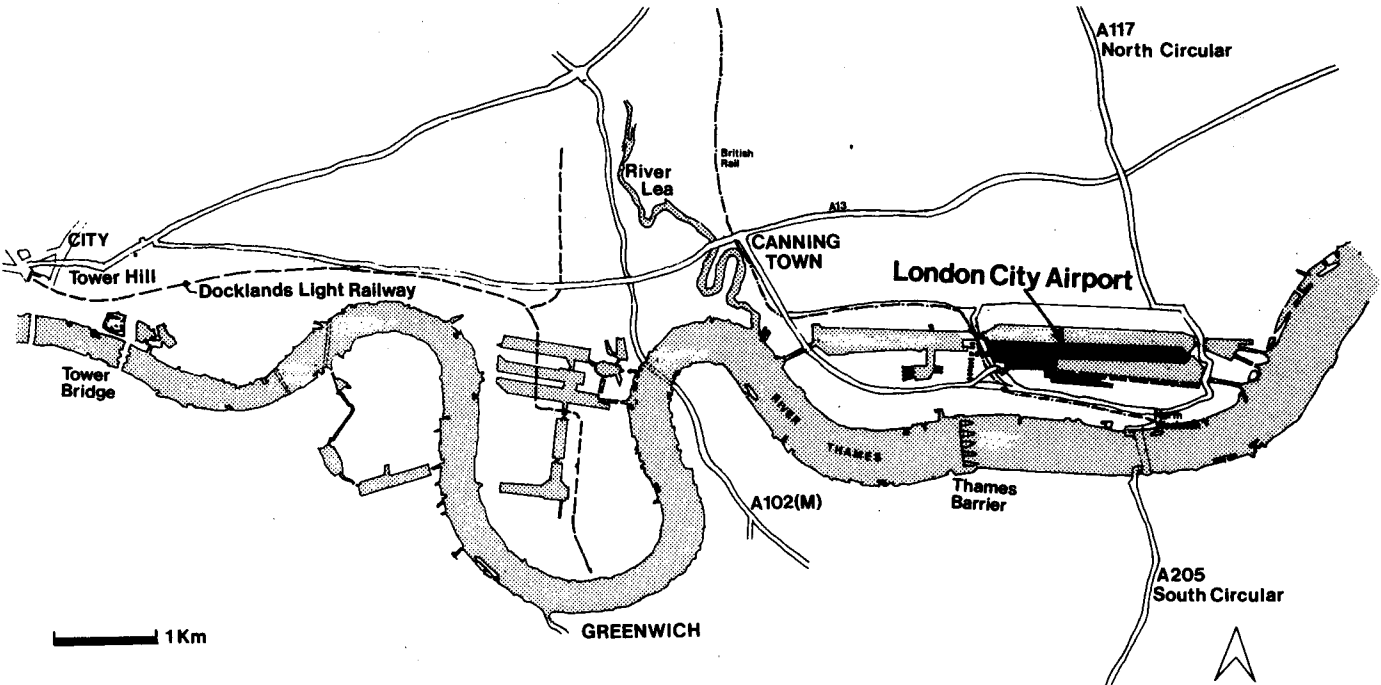 A117
North Circular
British
Rail
River
Lea
A13
CITY
CANNING
TOWN
Tower Hill
London City Airport
Docklands Light Railway
Tower
Bridge
RIVER THAMES
Thames
Barrier
A102(M)
A205
South Circular
GREENWICH
1Km